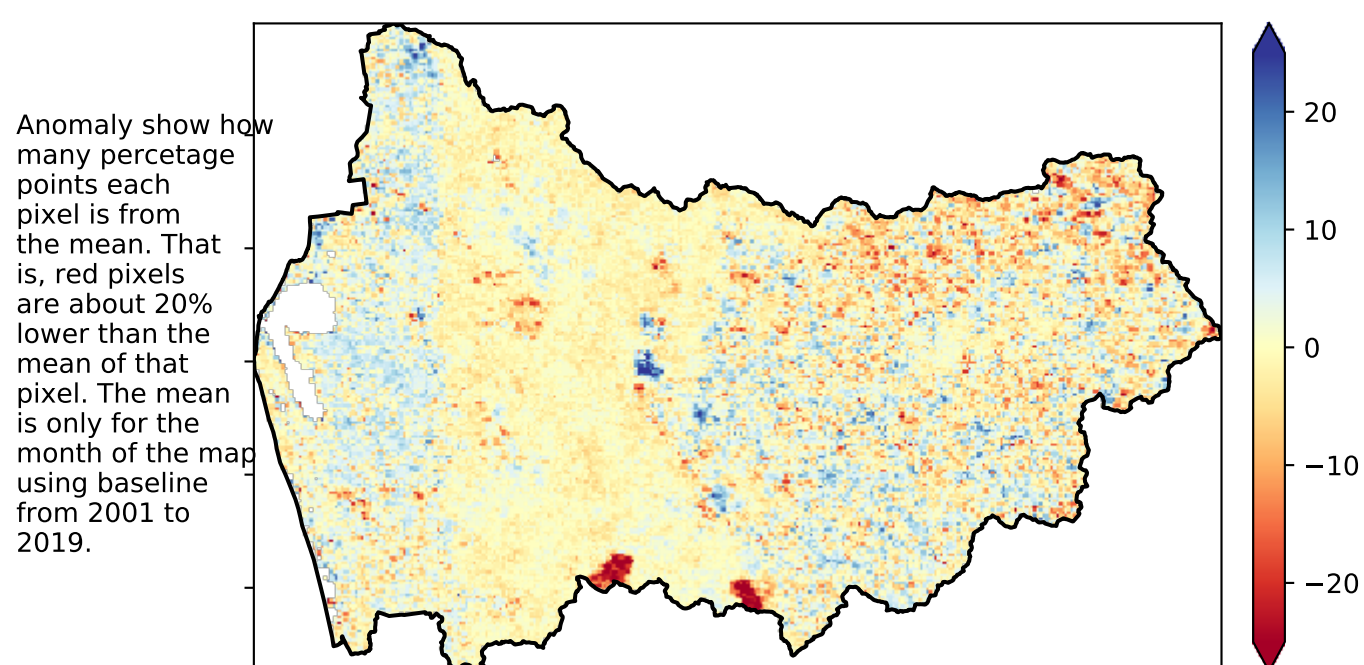 Anomaly show how
many percetage
points each
pixel is from
the mean. That
is, red pixels
are about 20%
lower than the
mean of that
pixel. The mean
is only for the
month of the map
using baseline
from 2001 to
2019.
20
10
0
−10
−20